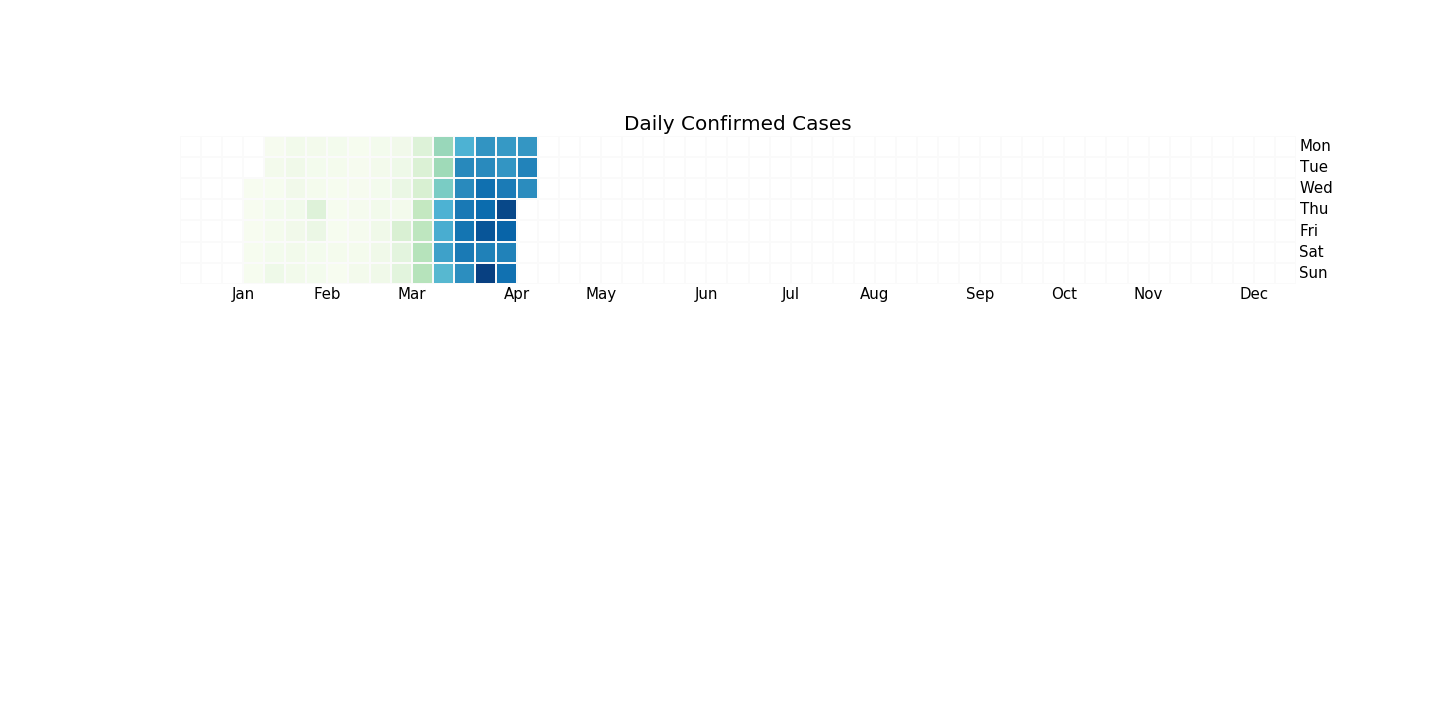 Daily Confirmed Cases
Mon
Tue
Wed
Thu
Fri
Sat
Sun
Jan Feb Mar Apr May Jun Jul Aug Sep Oct Nov Dec